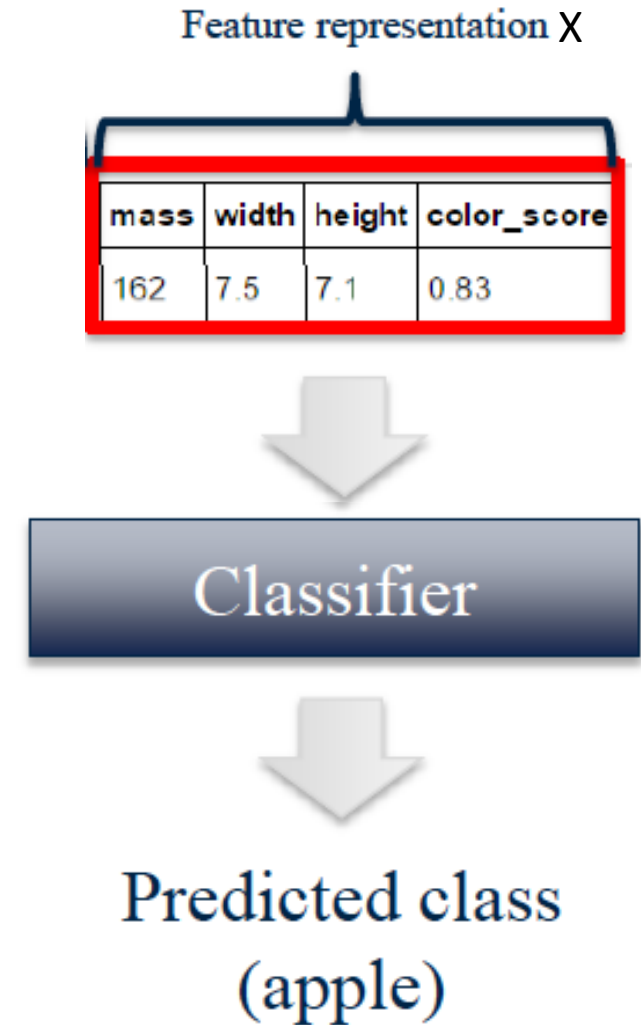 Feature representation X
mass width height color_score
162 7.5 7.1 0.83
Classifier
Predicted class
(apple)